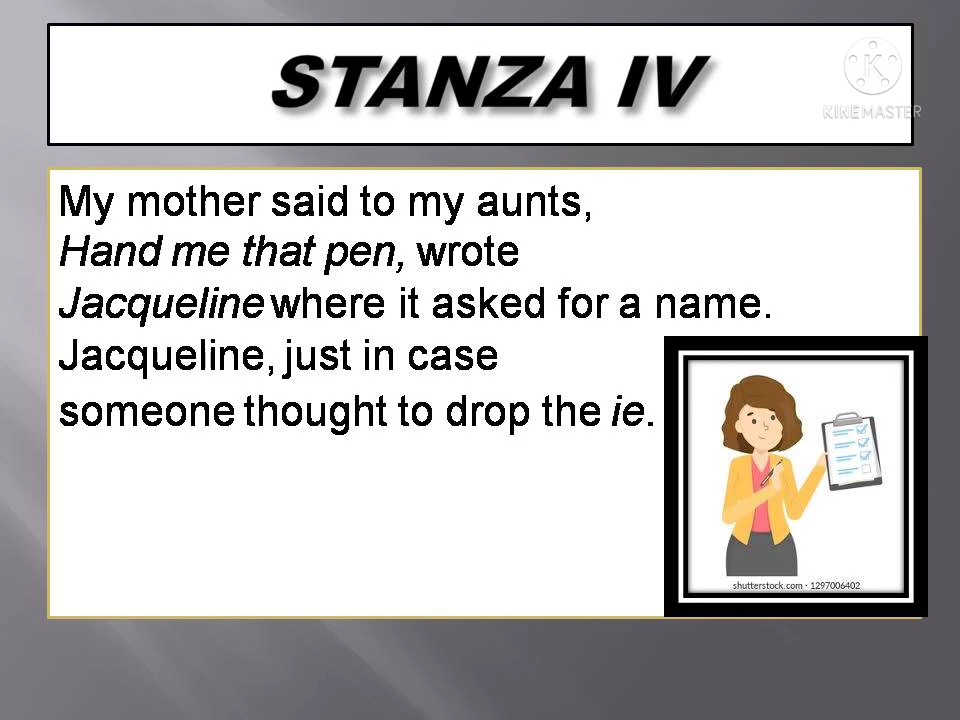 STANZA IV
KINEMASTER
My mother said to my aunts,
Hand me that pen, wrote
Jacqueline where it asked for a name.
Jacqueline, just in case
someone thought to drop the ie.
shutterstock.com · 1297006402